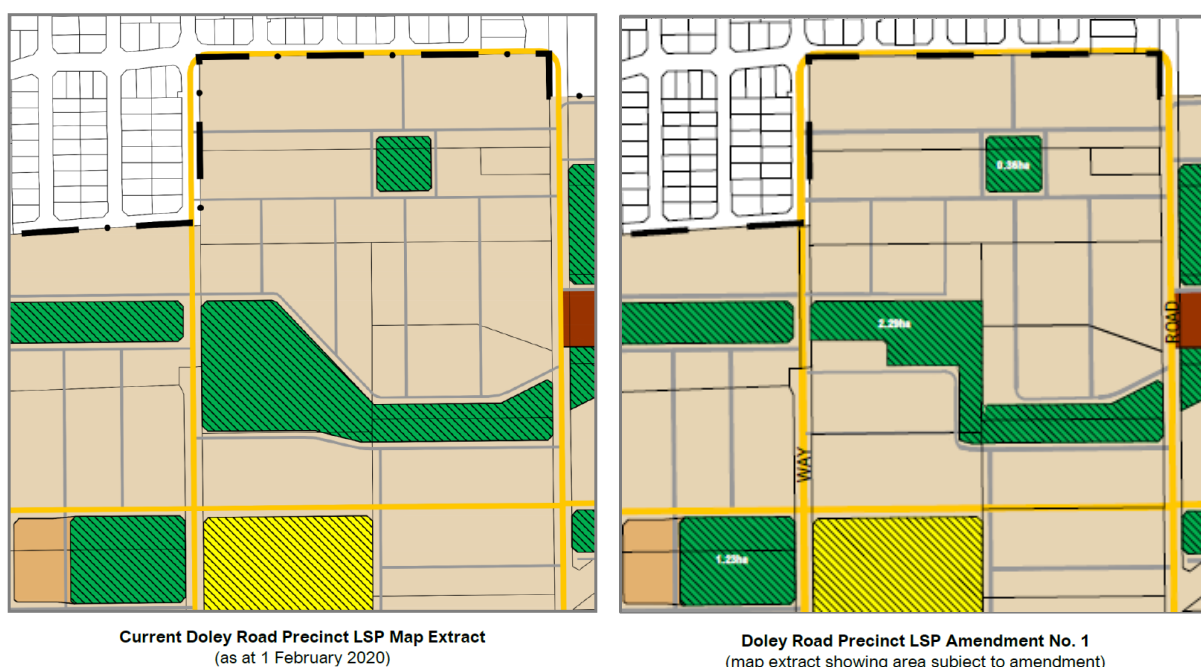 0.36ha
2.29ha
ROAD
WAY
1.23ha
Current Doley Road Precinct LSP Map Extract
(as at 1 February 2020)
Doley Road Precinct LSP Amendment No. 1
(map extract showing area subject to amendment)